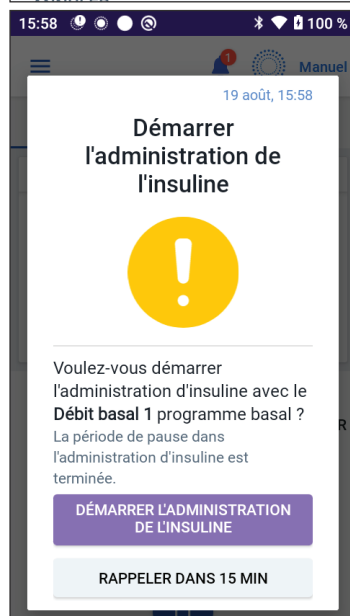 15:58 100 %
1 Manuel
19 août, 15:58
Démarrer
l'administration de
l'insuline
Voulez-vous démarrer
l'administration d'insuline avec le
Débit basal 1 programme basal ?
La période de pause dans
l'administration d'insuline est
terminée.
R
DÉMARRER L'ADMINISTRATION
DE L'INSULINE
RAPPELER DANS 15 MIN